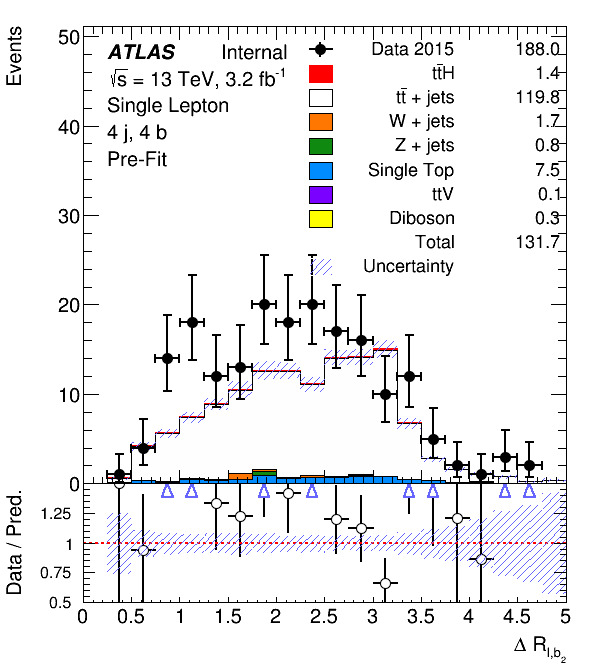 Events
50
40
30
20
10
0
ATLAS Internal
√s = 13 TeV, 3.2 fb⁻¹
Single Lepton
4 j, 4 b
Pre-Fit
Data 2015 188.0
tt̄H 1.4
tt̄ + jets 119.8
W + jets 1.7
Z + jets 0.8
Single Top 7.5
ttV 0.1
Diboson 0.3
Total 131.7
Uncertainty
Data / Pred.
1.25
1
0.75
0.5
0 0.5 1 1.5 2 2.5 3 3.5 4 4.5 5
Δ R_{l,b₂}